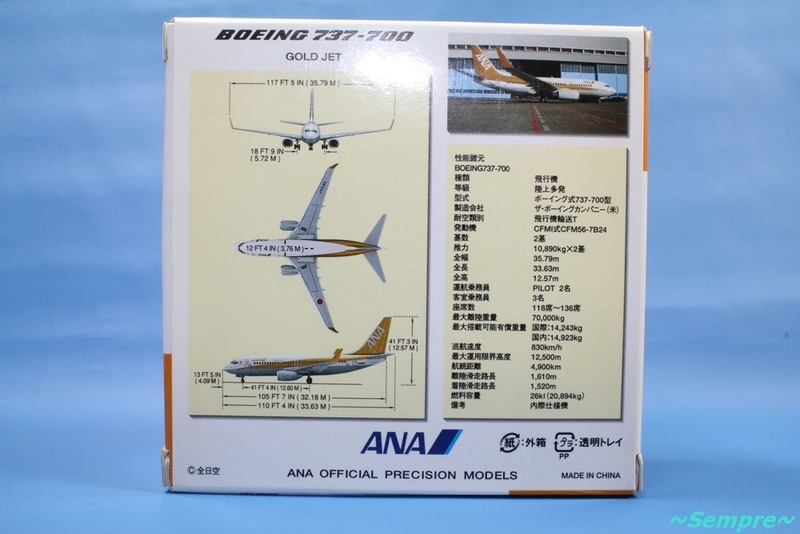 BOEING 737-700
GOLD JET
117 FT 5 IN (35.79 M)
18 FT 9 IN
(5.72 M)
12 FT 4 IN (3.76 M)
ANA
41 FT 3 IN
(12.57 M)
13 FT 5 IN
(4.09 M)
41 FT 4 IN (12.60 M)
105 FT 7 IN (32.18 M)
110 FT 4 IN (33.63 M)
ANA
性能諸元
BOEING737-700
種類 飛行機
等級 陸上多発
型式 ボーイング式737-700型
製造会社 ザ・ボーイングカンパニー(米)
耐空類別 飛行機輸送T
発動機 CFMI式CFM56-7B24
基数 2基
推力 10,890kg×2基
全幅 35.79m
全長 33.63m
全高 12.57m
運航乗務員 PILOT 2名
客室乗務員 3名
座席数 118席〜136席
最大離陸重量 70,000kg
最大搭載可能有償重量 国際:14,243kg
国内:14,923kg
巡航速度 830km/h
最大運用限界高度 12,500m
航続距離 4,900km
離陸滑走路長 1,610m
着陸滑走路長 1,520m
燃料容量 26kl(20,894kg)
備考 内際仕様機
ANA
紙:外箱 プラ:透明トレイ
PP
©全日空
ANA OFFICIAL PRECISION MODELS
MADE IN CHINA
~Sempre~